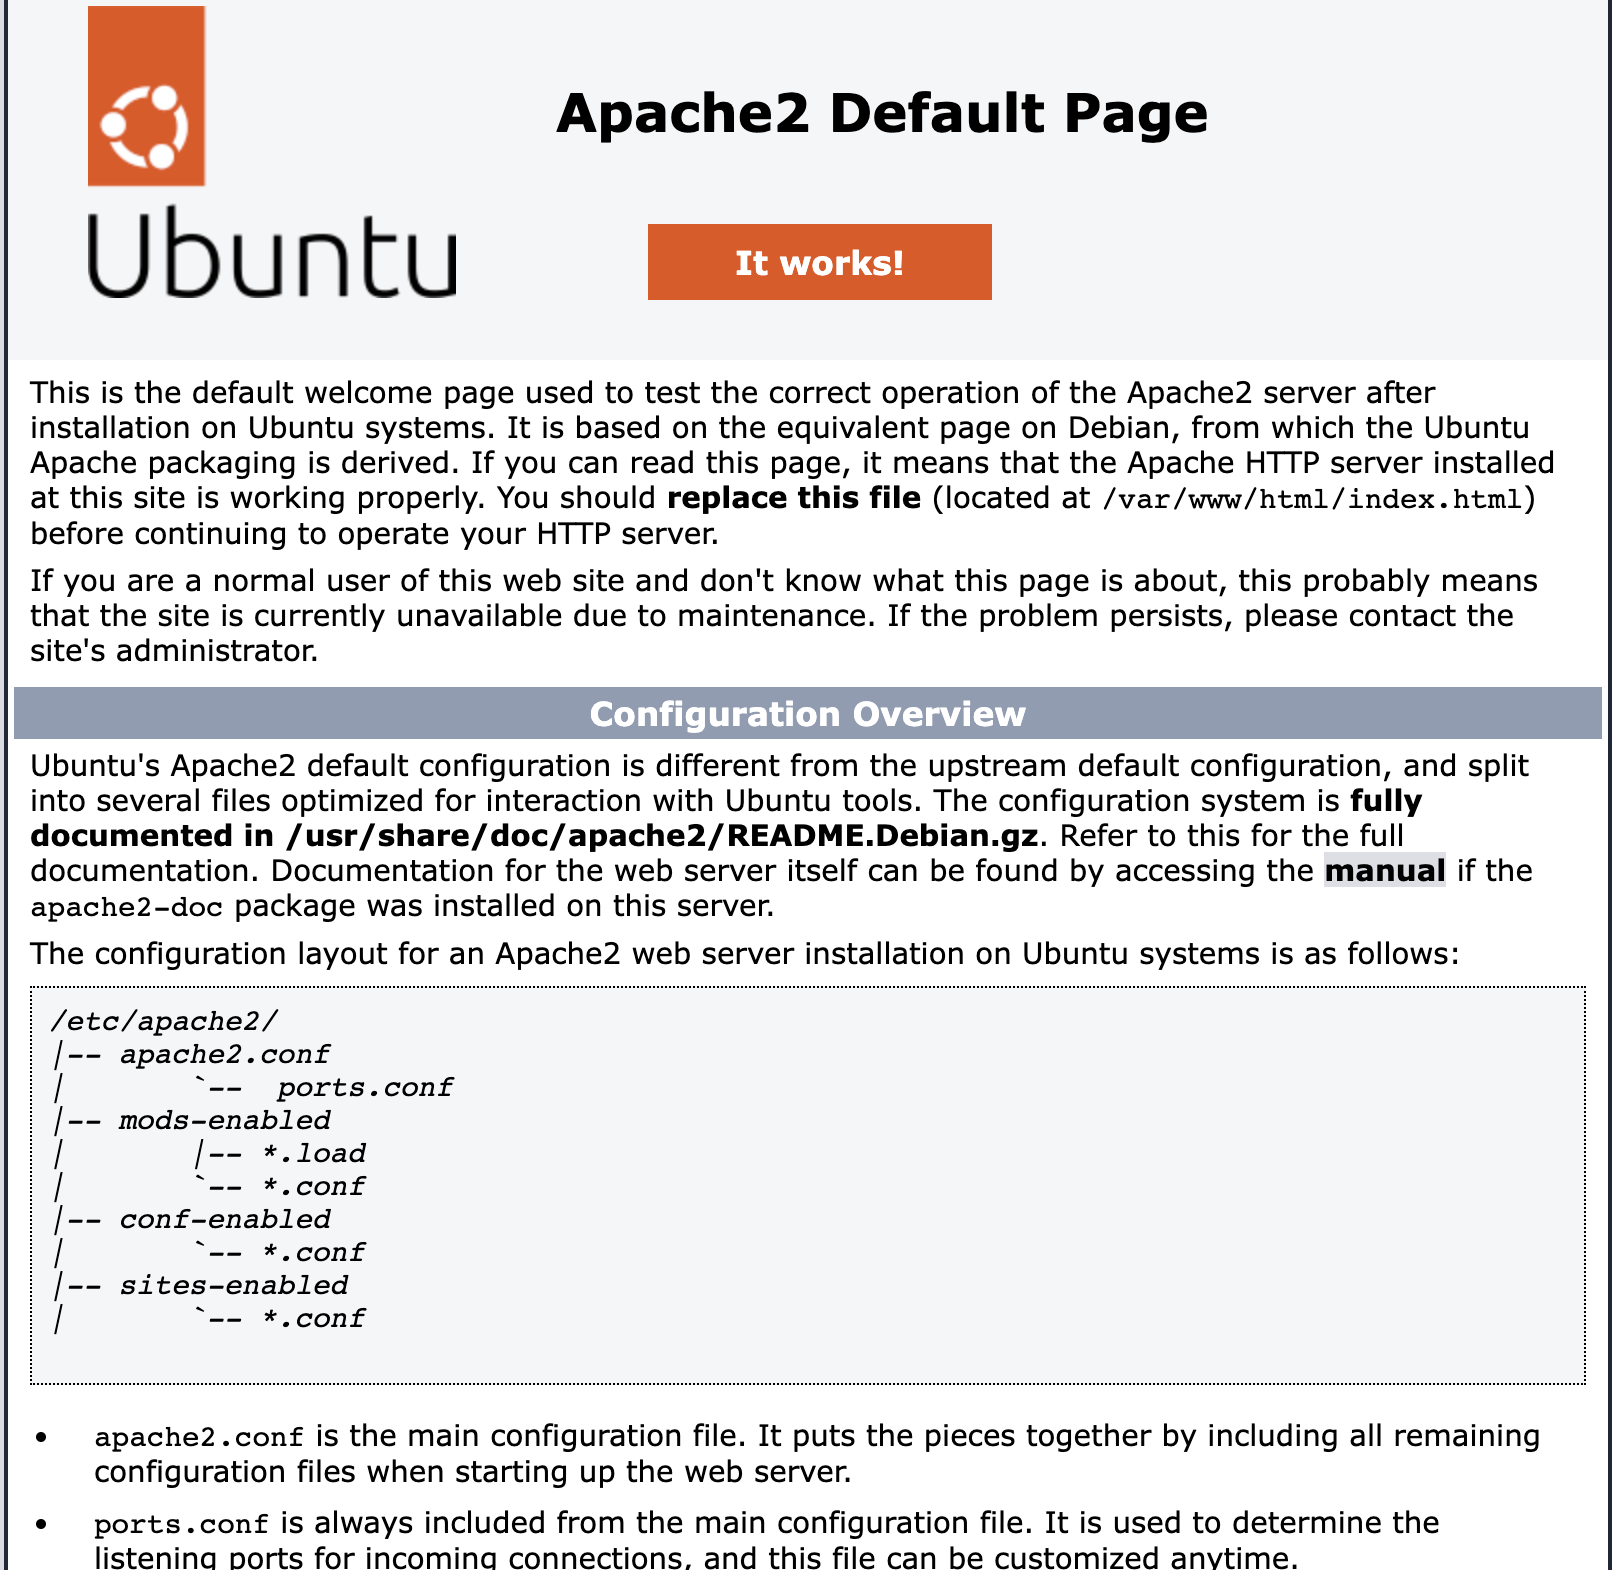 Apache2 Default Page
Ubuntu
It works!
This is the default welcome page used to test the correct operation of the Apache2 server after
installation on Ubuntu systems. It is based on the equivalent page on Debian, from which the Ubuntu
Apache packaging is derived. If you can read this page, it means that the Apache HTTP server installed
at this site is working properly. You should replace this file (located at /var/www/html/index.html)
before continuing to operate your HTTP server.
If you are a normal user of this web site and don't know what this page is about, this probably means
that the site is currently unavailable due to maintenance. If the problem persists, please contact the
site's administrator.
Configuration Overview
Ubuntu's Apache2 default configuration is different from the upstream default configuration, and split
into several files optimized for interaction with Ubuntu tools. The configuration system is fully
documented in /usr/share/doc/apache2/README.Debian.gz. Refer to this for the full
documentation. Documentation for the web server itself can be found by accessing the manual if the
apache2-doc package was installed on this server.
The configuration layout for an Apache2 web server installation on Ubuntu systems is as follows:
/etc/apache2/
|-- apache2.conf
|       `--  ports.conf
|-- mods-enabled
|       |-- *.load
|       `-- *.conf
|-- conf-enabled
|       `-- *.conf
|-- sites-enabled
|       `-- *.conf
• apache2.conf is the main configuration file. It puts the pieces together by including all remaining
configuration files when starting up the web server.
• ports.conf is always included from the main configuration file. It is used to determine the
listening ports for incoming connections, and this file can be customized anytime.